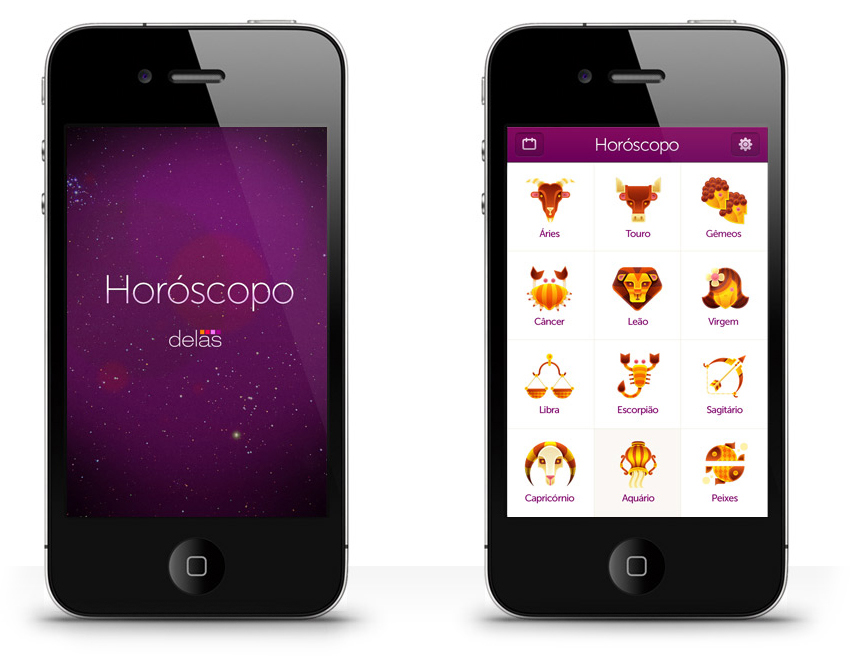 Horóscopo
delas
Horóscopo
Áries
Touro
Gêmeos
Câncer
Leão
Virgem
Libra
Escorpião
Sagitário
Capricórnio
Aquário
Peixes